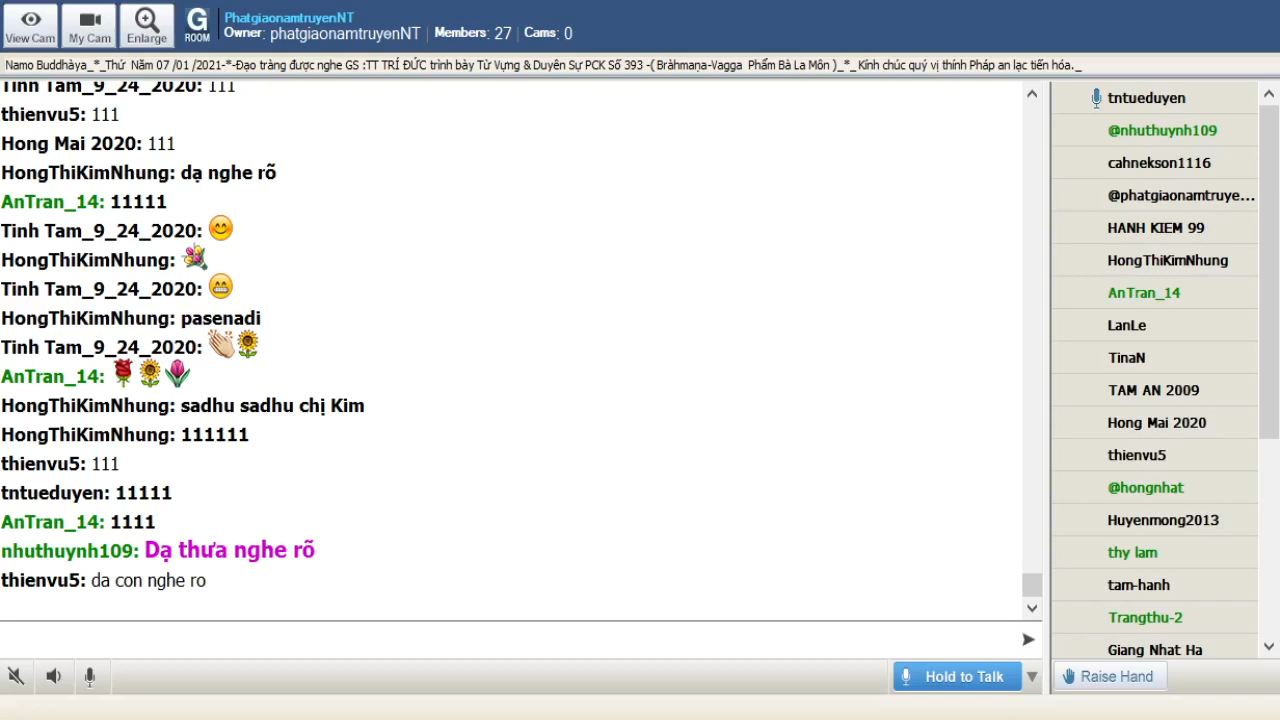 View Cam
My Cam
Enlarge
G
ROOM
PhatgiaonamtruyenNT
Owner: phatgiaonamtruyenNT | Members: 27 | Cams: 0
Namo Buddhàya_*_Thứ Năm 07 /01 /2021-*-Đạo tràng được nghe GS :TT TRÍ ĐỨC trình bày Từ Vựng & Duyên Sự PCK Số 393 -( Bràhmaṇa-Vagga Phẩm Bà La Môn )_*_Kính chúc quý vị thính Pháp an lạc tiến hóa._
Tinh Tam_9_24_2020: 111
thienvu5: 111
Hong Mai 2020: 111
HongThiKimNhung: dạ nghe rõ
AnTran_14: 11111
Tinh Tam_9_24_2020:
HongThiKimNhung:
Tinh Tam_9_24_2020:
HongThiKimNhung: pasenadi
Tinh Tam_9_24_2020:
AnTran_14:
HongThiKimNhung: sadhu sadhu chị Kim
HongThiKimNhung: 111111
thienvu5: 111
tntueduyen: 11111
AnTran_14: 1111
nhuthuynh109: Dạ thưa nghe rõ
thienvu5: da con nghe ro
tntueduyen
@nhuthuynh109
cahnekson1116
@phatgiaonamtruye...
HANH KIEM 99
HongThiKimNhung
AnTran_14
LanLe
TinaN
TAM AN 2009
Hong Mai 2020
thienvu5
@hongnhat
Huyenmong2013
thy lam
tam-hanh
Trangthu-2
Giang Nhat Ha
Hold to Talk
Raise Hand